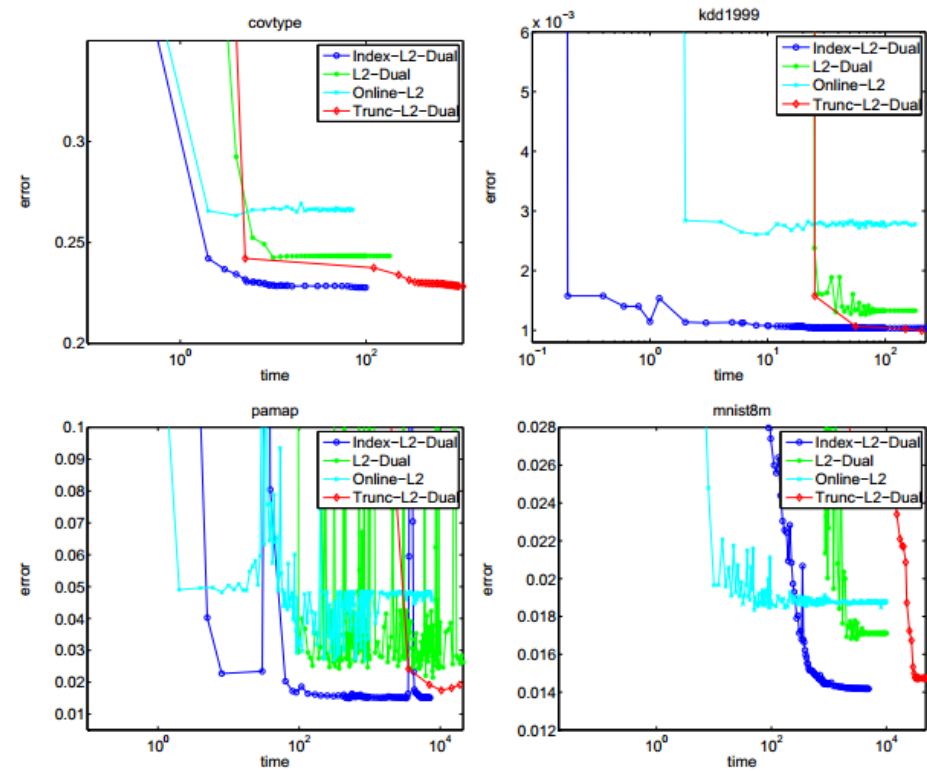 covtype
Index-L2-Dual
L2-Dual
Online-L2
Trunc-L2-Dual
0.3
0.25
0.2
error
10^0
10^2
time
kdd1999
x 10^-3
Index-L2-Dual
L2-Dual
Online-L2
Trunc-L2-Dual
6
5
4
3
2
1
error
10^-1
10^0
10^1
10^2
time
pamap
Index-L2-Dual
L2-Dual
Online-L2
Trunc-L2-Dual
0.1
0.09
0.08
0.07
0.06
0.05
0.04
0.03
0.02
0.01
error
10^0
10^2
10^4
time
mnist8m
Index-L2-Dual
L2-Dual
Online-L2
Trunc-L2-Dual
0.028
0.026
0.024
0.022
0.02
0.018
0.016
0.014
0.012
error
10^0
10^2
10^4
time